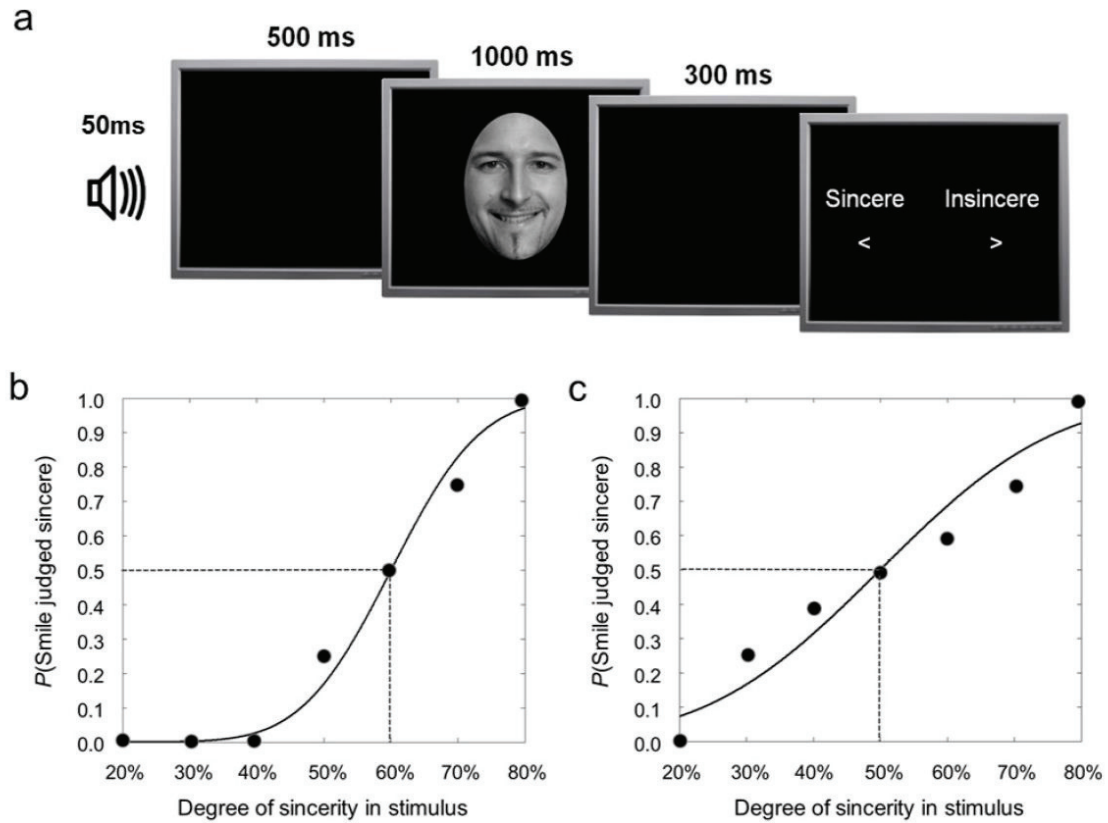 a
500 ms
1000 ms
300 ms
50ms
Sincere Insincere
< >
b
1.0
0.9
0.8
0.7
0.6
0.5
0.4
0.3
0.2
0.1
0.0
P(Smile judged sincere)
20% 30% 40% 50% 60% 70% 80%
Degree of sincerity in stimulus
c
1.0
0.9
0.8
0.7
0.6
0.5
0.4
0.3
0.2
0.1
0.0
P(Smile judged sincere)
20% 30% 40% 50% 60% 70% 80%
Degree of sincerity in stimulus